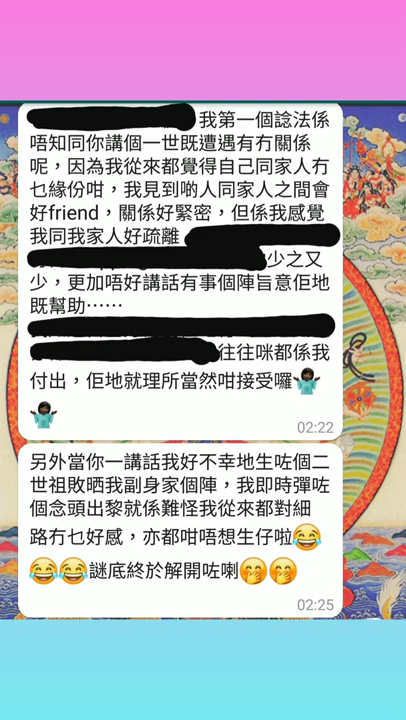 我第一個諗法係
唔知同你講個一世既遭遇有冇關係
呢，因為我從來都覺得自己同家人冇
乜緣份咁，我見到啲人同家人之間會
好friend，關係好緊密，但係我感覺
我同我家人好疏離
少之又
少，更加唔好講話有事個陣旨意佢地
既幫助⋯⋯
往往咪都係我
付出，佢地就理所當然咁接受囉🤷🏿‍♀️
🤷🏿‍♀️
02:22
另外當你一講話我好不幸地生咗個二
世祖敗晒我副身家個陣，我即時彈咗
個念頭出黎就係難怪我從來都對細
路冇乜好感，亦都咁唔想生仔啦😂
😂😂謎底終於解開咗喇🤭🤭
02:25